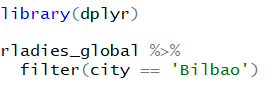 library(dplyr)
rladies_global %>%
filter(city == 'Bilbao')